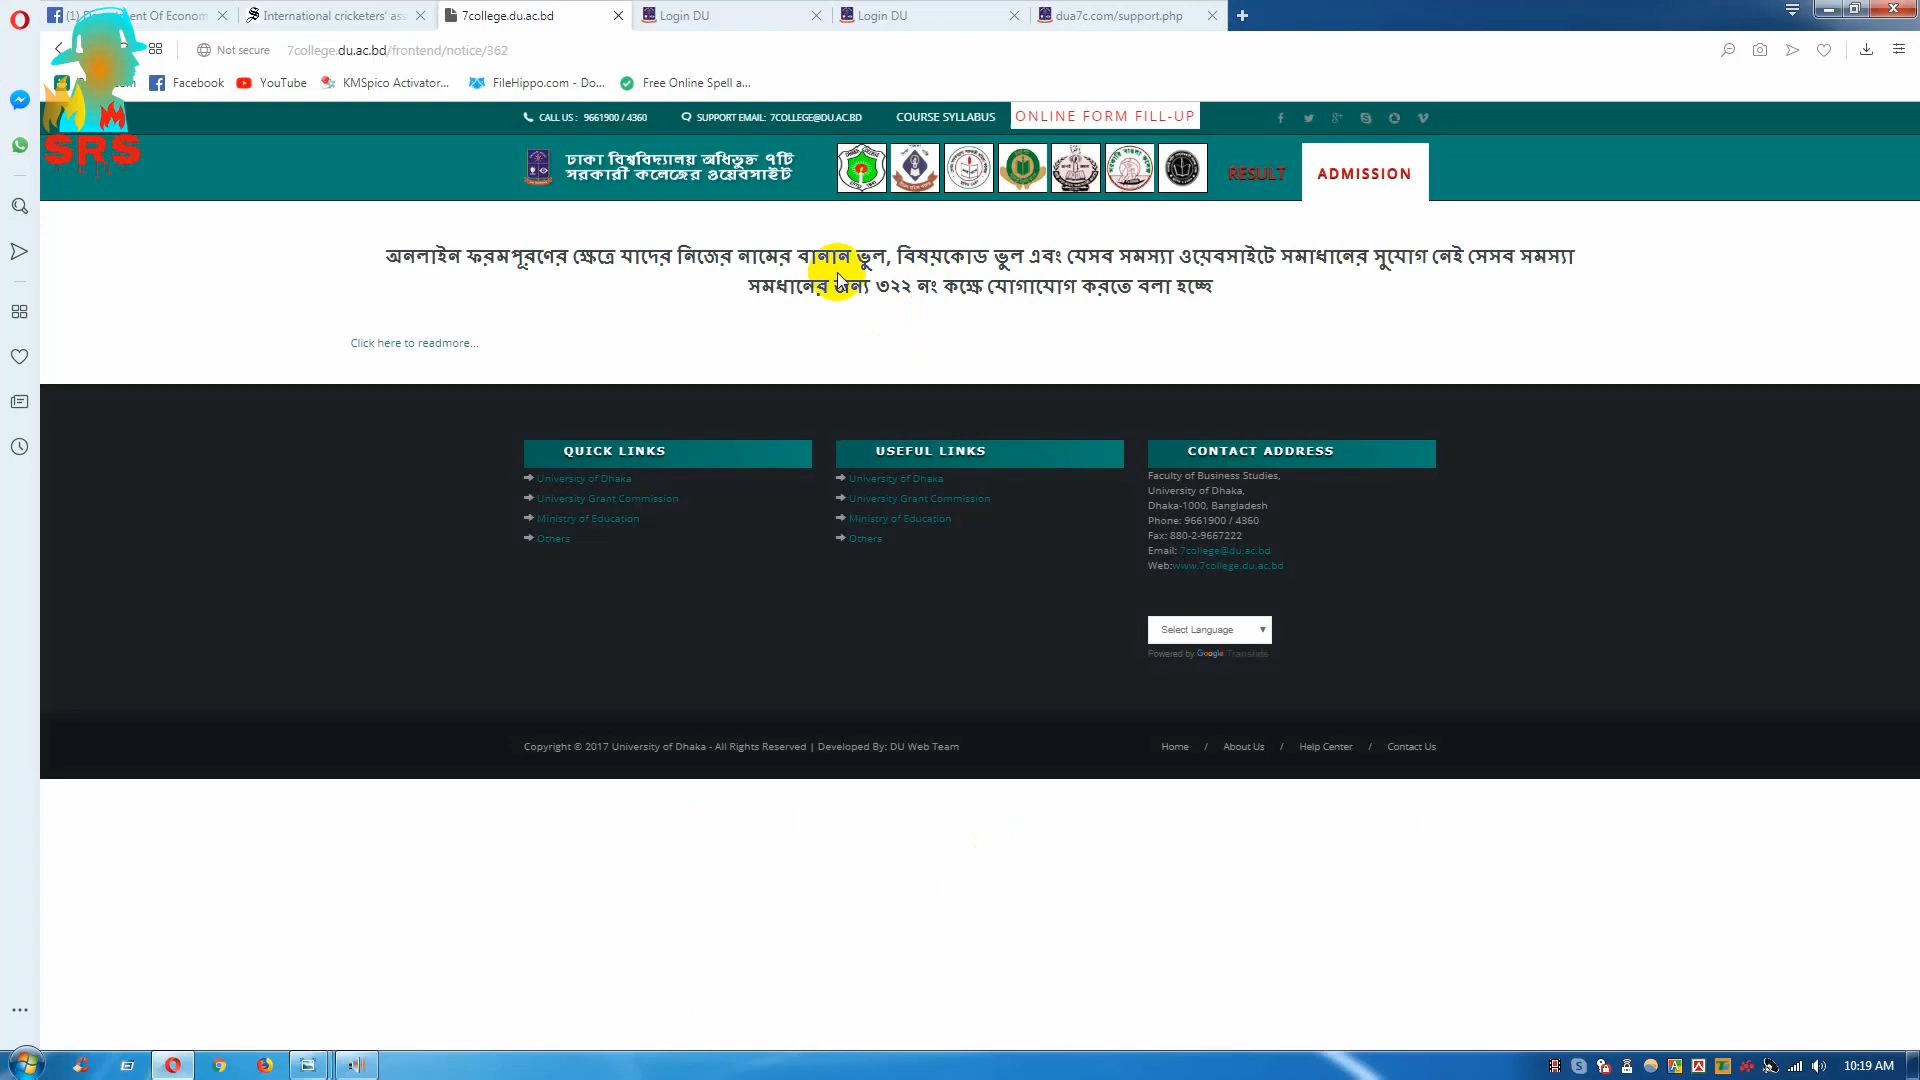 (1) D
ment Of Econom
International cricketers' ass
7college.du.ac.bd
Login DU
Login DU
dua7c.com/support.php
Not secure
7college.du.ac.bd/frontend/notice/362
Facebook
YouTube
KMSpico Activator...
FileHippo.com - Do...
Free Online Spell a...
SRS
CALL US : 9661900 / 4360
SUPPORT EMAIL: 7COLLEGE@DU.AC.BD
COURSE SYLLABUS
ONLINE FORM FILL-UP
ঢাকা বিশ্ববিদ্যালয় অধিভুক্ত ৭টি
সরকারী কলেজের ওয়েবসাইট
RESULT
ADMISSION
অনলাইন ফরমপূরণের ক্ষেত্রে যাদের নিজের নামের বানান ভুল, বিষয়কোড ভুল এবং যেসব সমস্যা ওয়েবসাইটে সমাধানের সুযোগ নেই সেসব সমস্যা
সমধানের জন্য ৩২২ নং কক্ষে যোগাযোগ করতে বলা হচ্ছে
Click here to readmore...
QUICK LINKS
University of Dhaka
University Grant Commission
Ministry of Education
Others
USEFUL LINKS
University of Dhaka
University Grant Commission
Ministry of Education
Others
CONTACT ADDRESS
Faculty of Business Studies,
University of Dhaka,
Dhaka-1000, Bangladesh
Phone: 9661900 / 4360
Fax: 880-2-9667222
Email: 7college@du.ac.bd
Web:www.7college.du.ac.bd
Select Language
Powered by Google Translate
Copyright © 2017 University of Dhaka - All Rights Reserved | Developed By: DU Web Team
Home / About Us / Help Center / Contact Us
10:19 AM